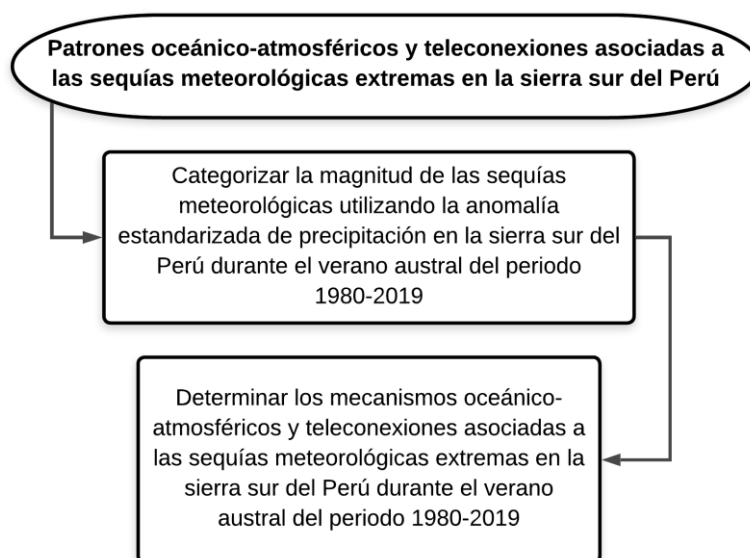 Patrones oceánico-atmosféricos y teleconexiones asociadas a
las sequías meteorológicas extremas en la sierra sur del Perú
Categorizar la magnitud de las sequías
meteorológicas utilizando la anomalía
estandarizada de precipitación en la sierra sur del
Perú durante el verano austral del periodo
1980-2019
Determinar los mecanismos oceánico-
atmosféricos y teleconexiones asociadas a
las sequías meteorológicas extremas en la
sierra sur del Perú durante el verano
austral del periodo 1980-2019